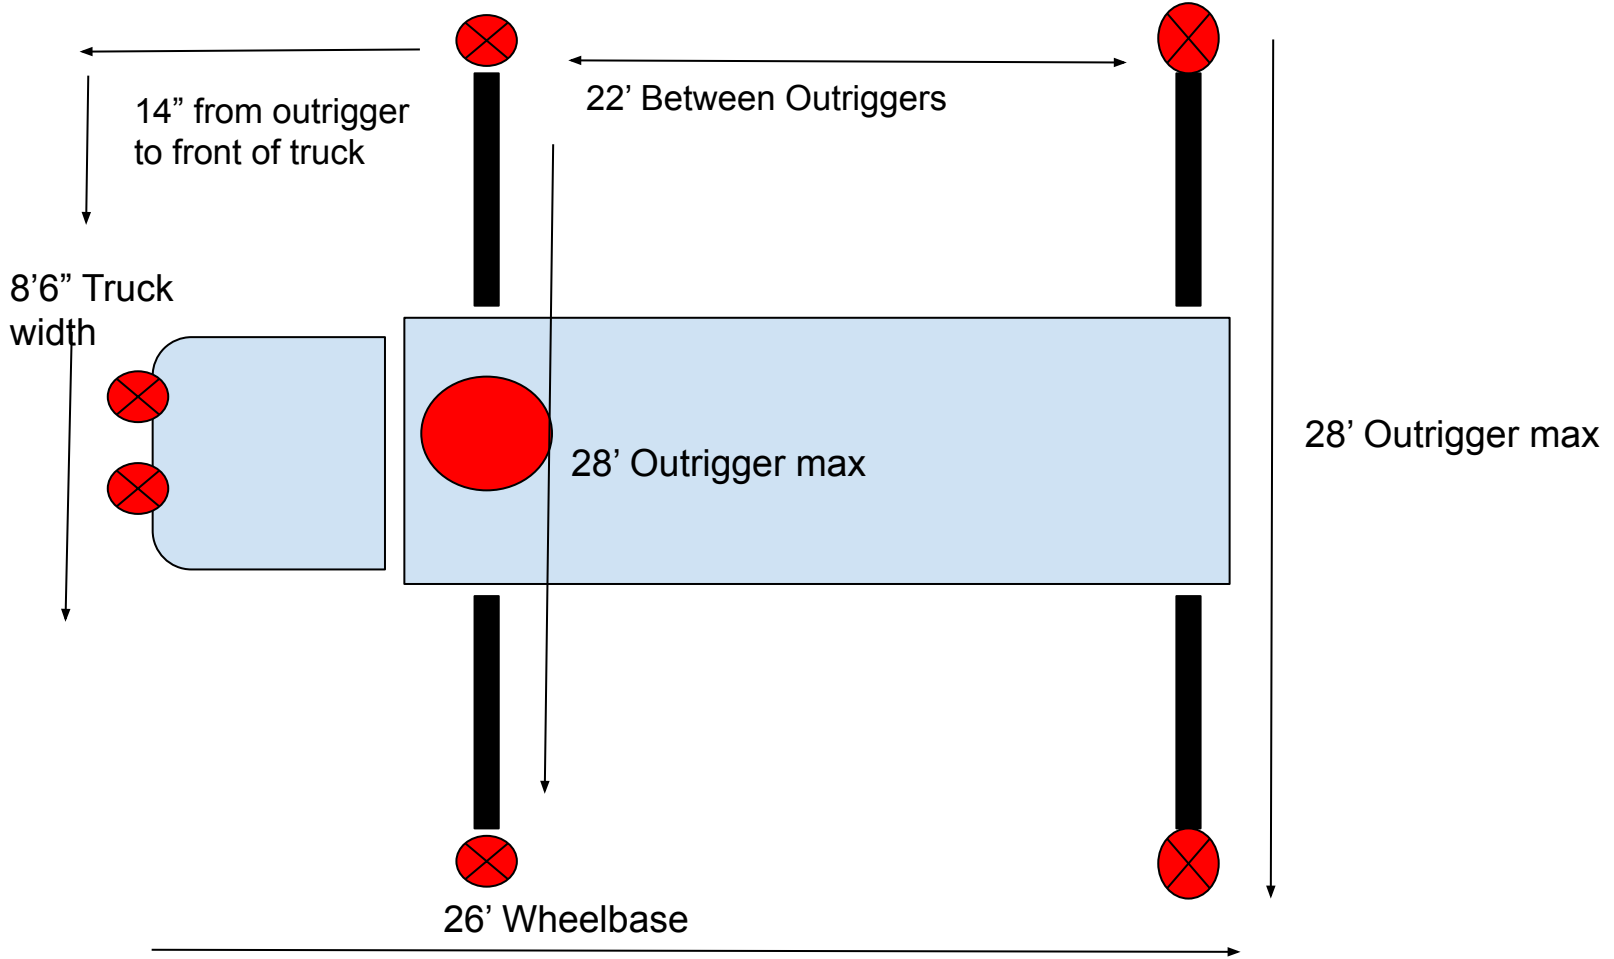 14” from outrigger
to front of truck
22’ Between Outriggers
8’6” Truck
width
28’ Outrigger max
28’ Outrigger max
26’ Wheelbase